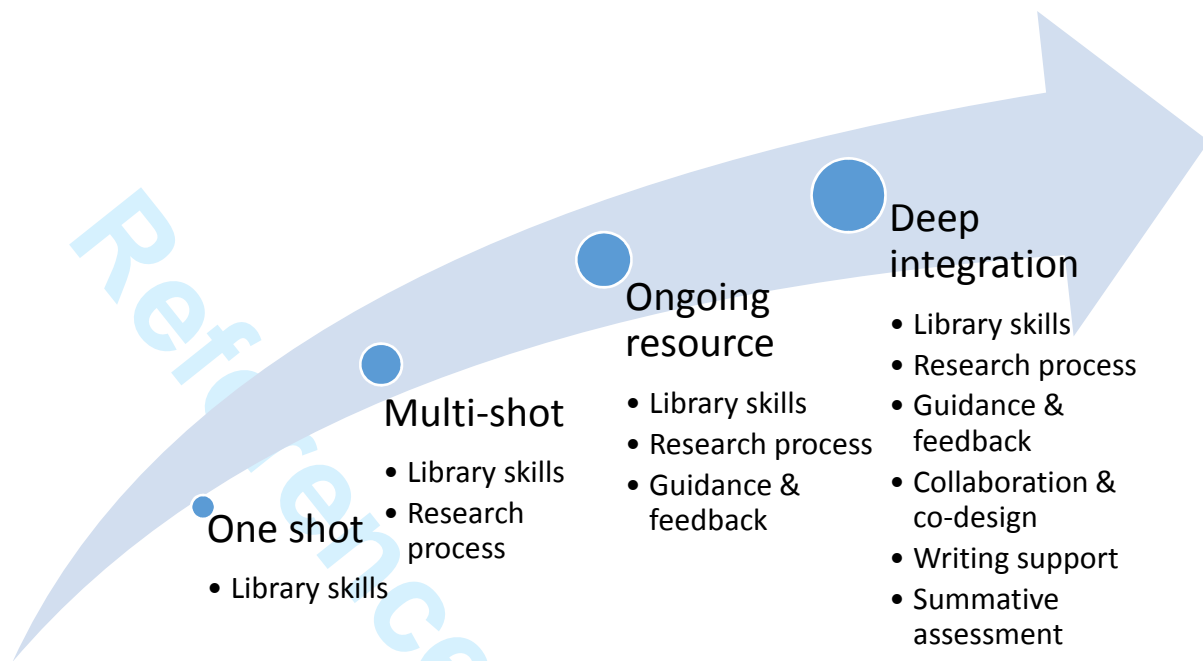 One shot
• Library skills
Multi-shot
• Library skills
• Research
process
Ongoing
resource
• Library skills
• Research process
• Guidance &
feedback
Deep
integration
• Library skills
• Research process
• Guidance &
feedback
• Collaboration &
co-design
• Writing support
• Summative
assessment
Reference